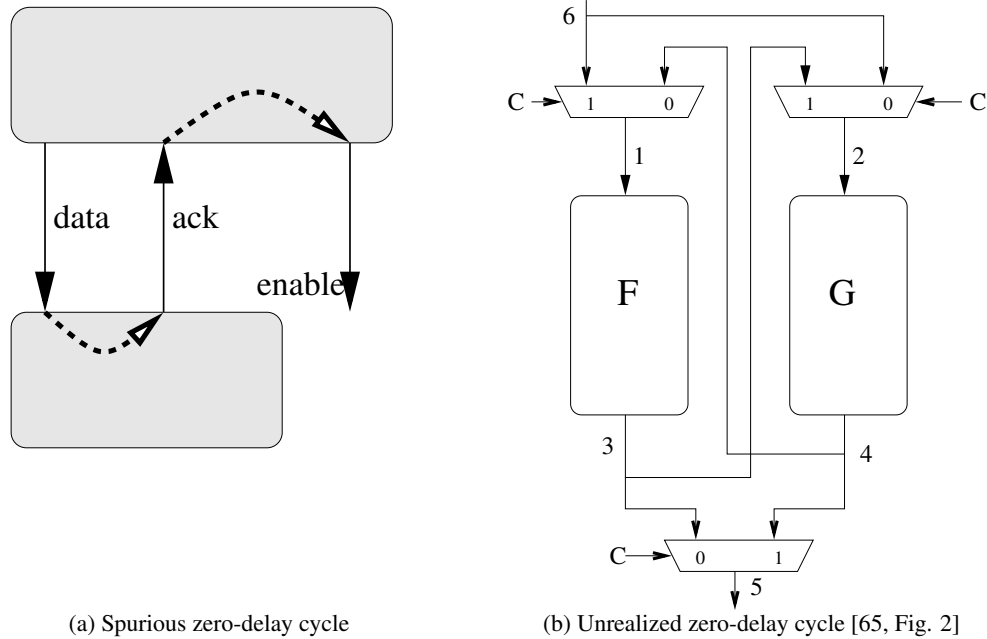 data
ack
enable
6
C
1 0
1 0
C
1
2
F
G
3
4
C
0 1
5
(a) Spurious zero-delay cycle
(b) Unrealized zero-delay cycle [65, Fig. 2]